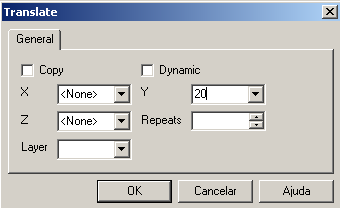 Translate
General
Copy Dynamic
X <None> Y 20
Z <None> Repeats
Layer
OK Cancelar Ajuda